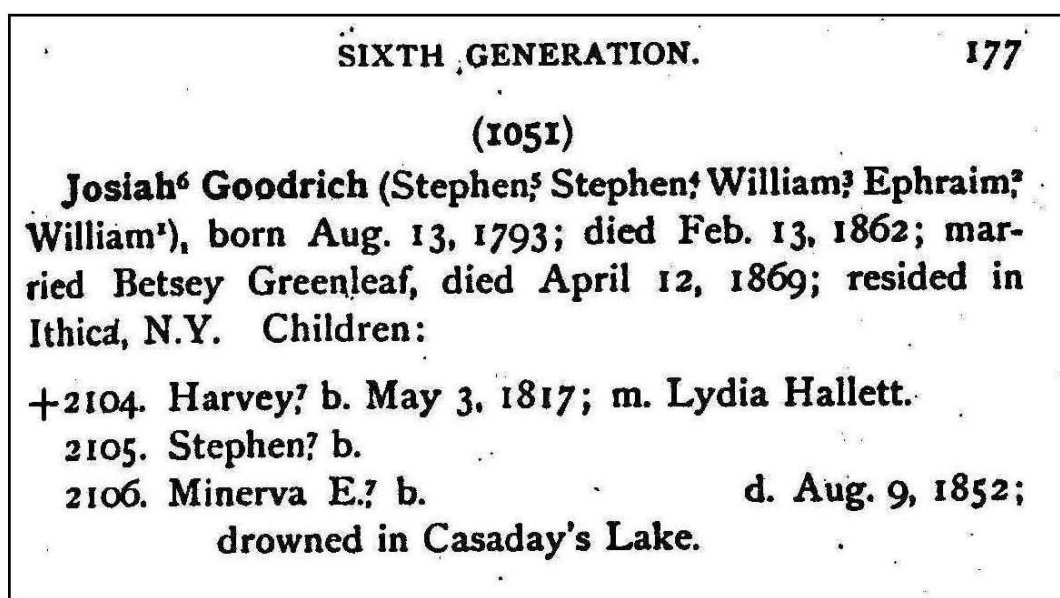 SIXTH GENERATION. 177
(1051)
Josiah⁶ Goodrich (Stephen,⁵ Stephen,⁴ William,³ Ephraim,²
William¹), born Aug. 13, 1793; died Feb. 13, 1862; mar-
ried Betsey Greenleaf, died April 12, 1869; resided in
Ithica, N.Y. Children:
+2104. Harvey,⁷ b. May 3, 1817; m. Lydia Hallett.
2105. Stephen,⁷ b.
2106. Minerva E.,⁷ b. d. Aug. 9, 1852;
drowned in Casaday's Lake.